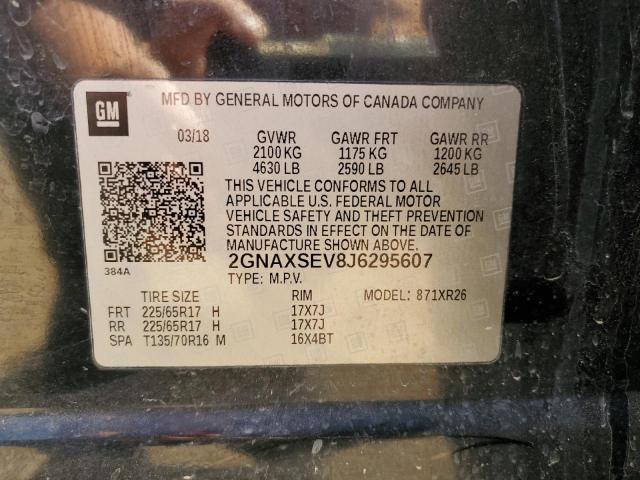 GM
MFD BY GENERAL MOTORS OF CANADA COMPANY
03/18 GVWR GAWR FRT GAWR RR
2100 KG 1175 KG 1200 KG
4630 LB 2590 LB 2645 LB
THIS VEHICLE CONFORMS TO ALL
APPLICABLE U.S. FEDERAL MOTOR
VEHICLE SAFETY AND THEFT PREVENTION
STANDARDS IN EFFECT ON THE DATE OF
MANUFACTURE SHOWN ABOVE.
384A
2GNAXSEV8J6295607
TYPE: M.P.V.
TIRE SIZE RIM MODEL: 871XR26
FRT 225/65R17 H 17X7J
RR 225/65R17 H 17X7J
SPA T135/70R16 M 16X4BT